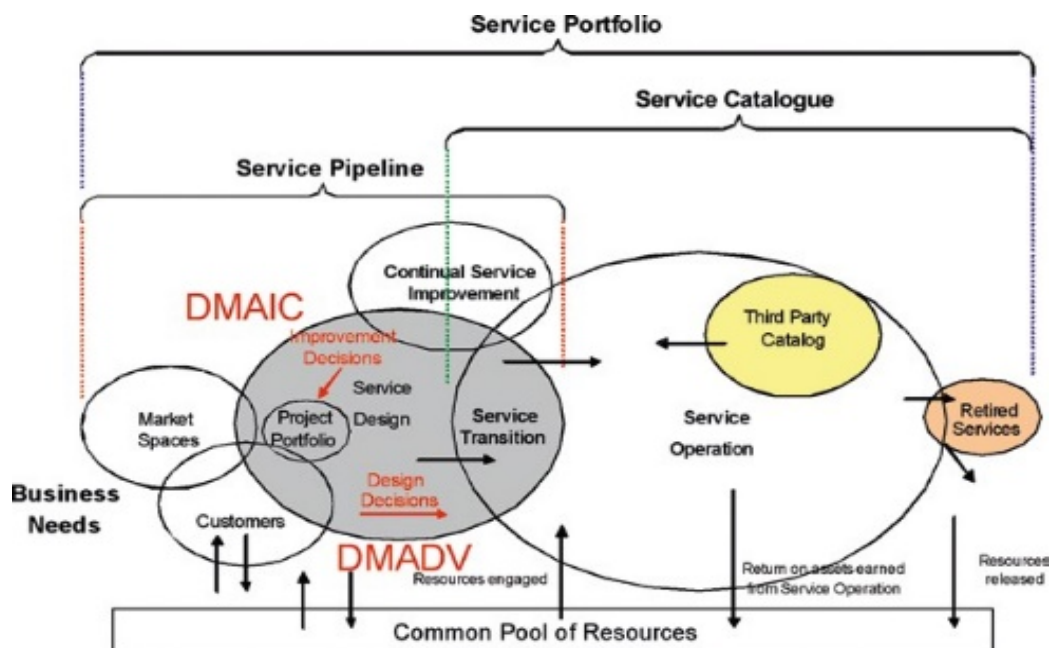 Service Portfolio
Service Catalogue
Service Pipeline
Continual Service
Improvement
DMAIC
Improvement
Decisions
Third Party
Catalog
Service
Design
Market
Spaces
Project
Portfolio
Service
Transition
Service
Operation
Retired
Services
Business
Needs
Customers
Design
Decisions
DMADV
Resources engaged
Return on assets earned
from Service Operation
Resources
released
Common Pool of Resources